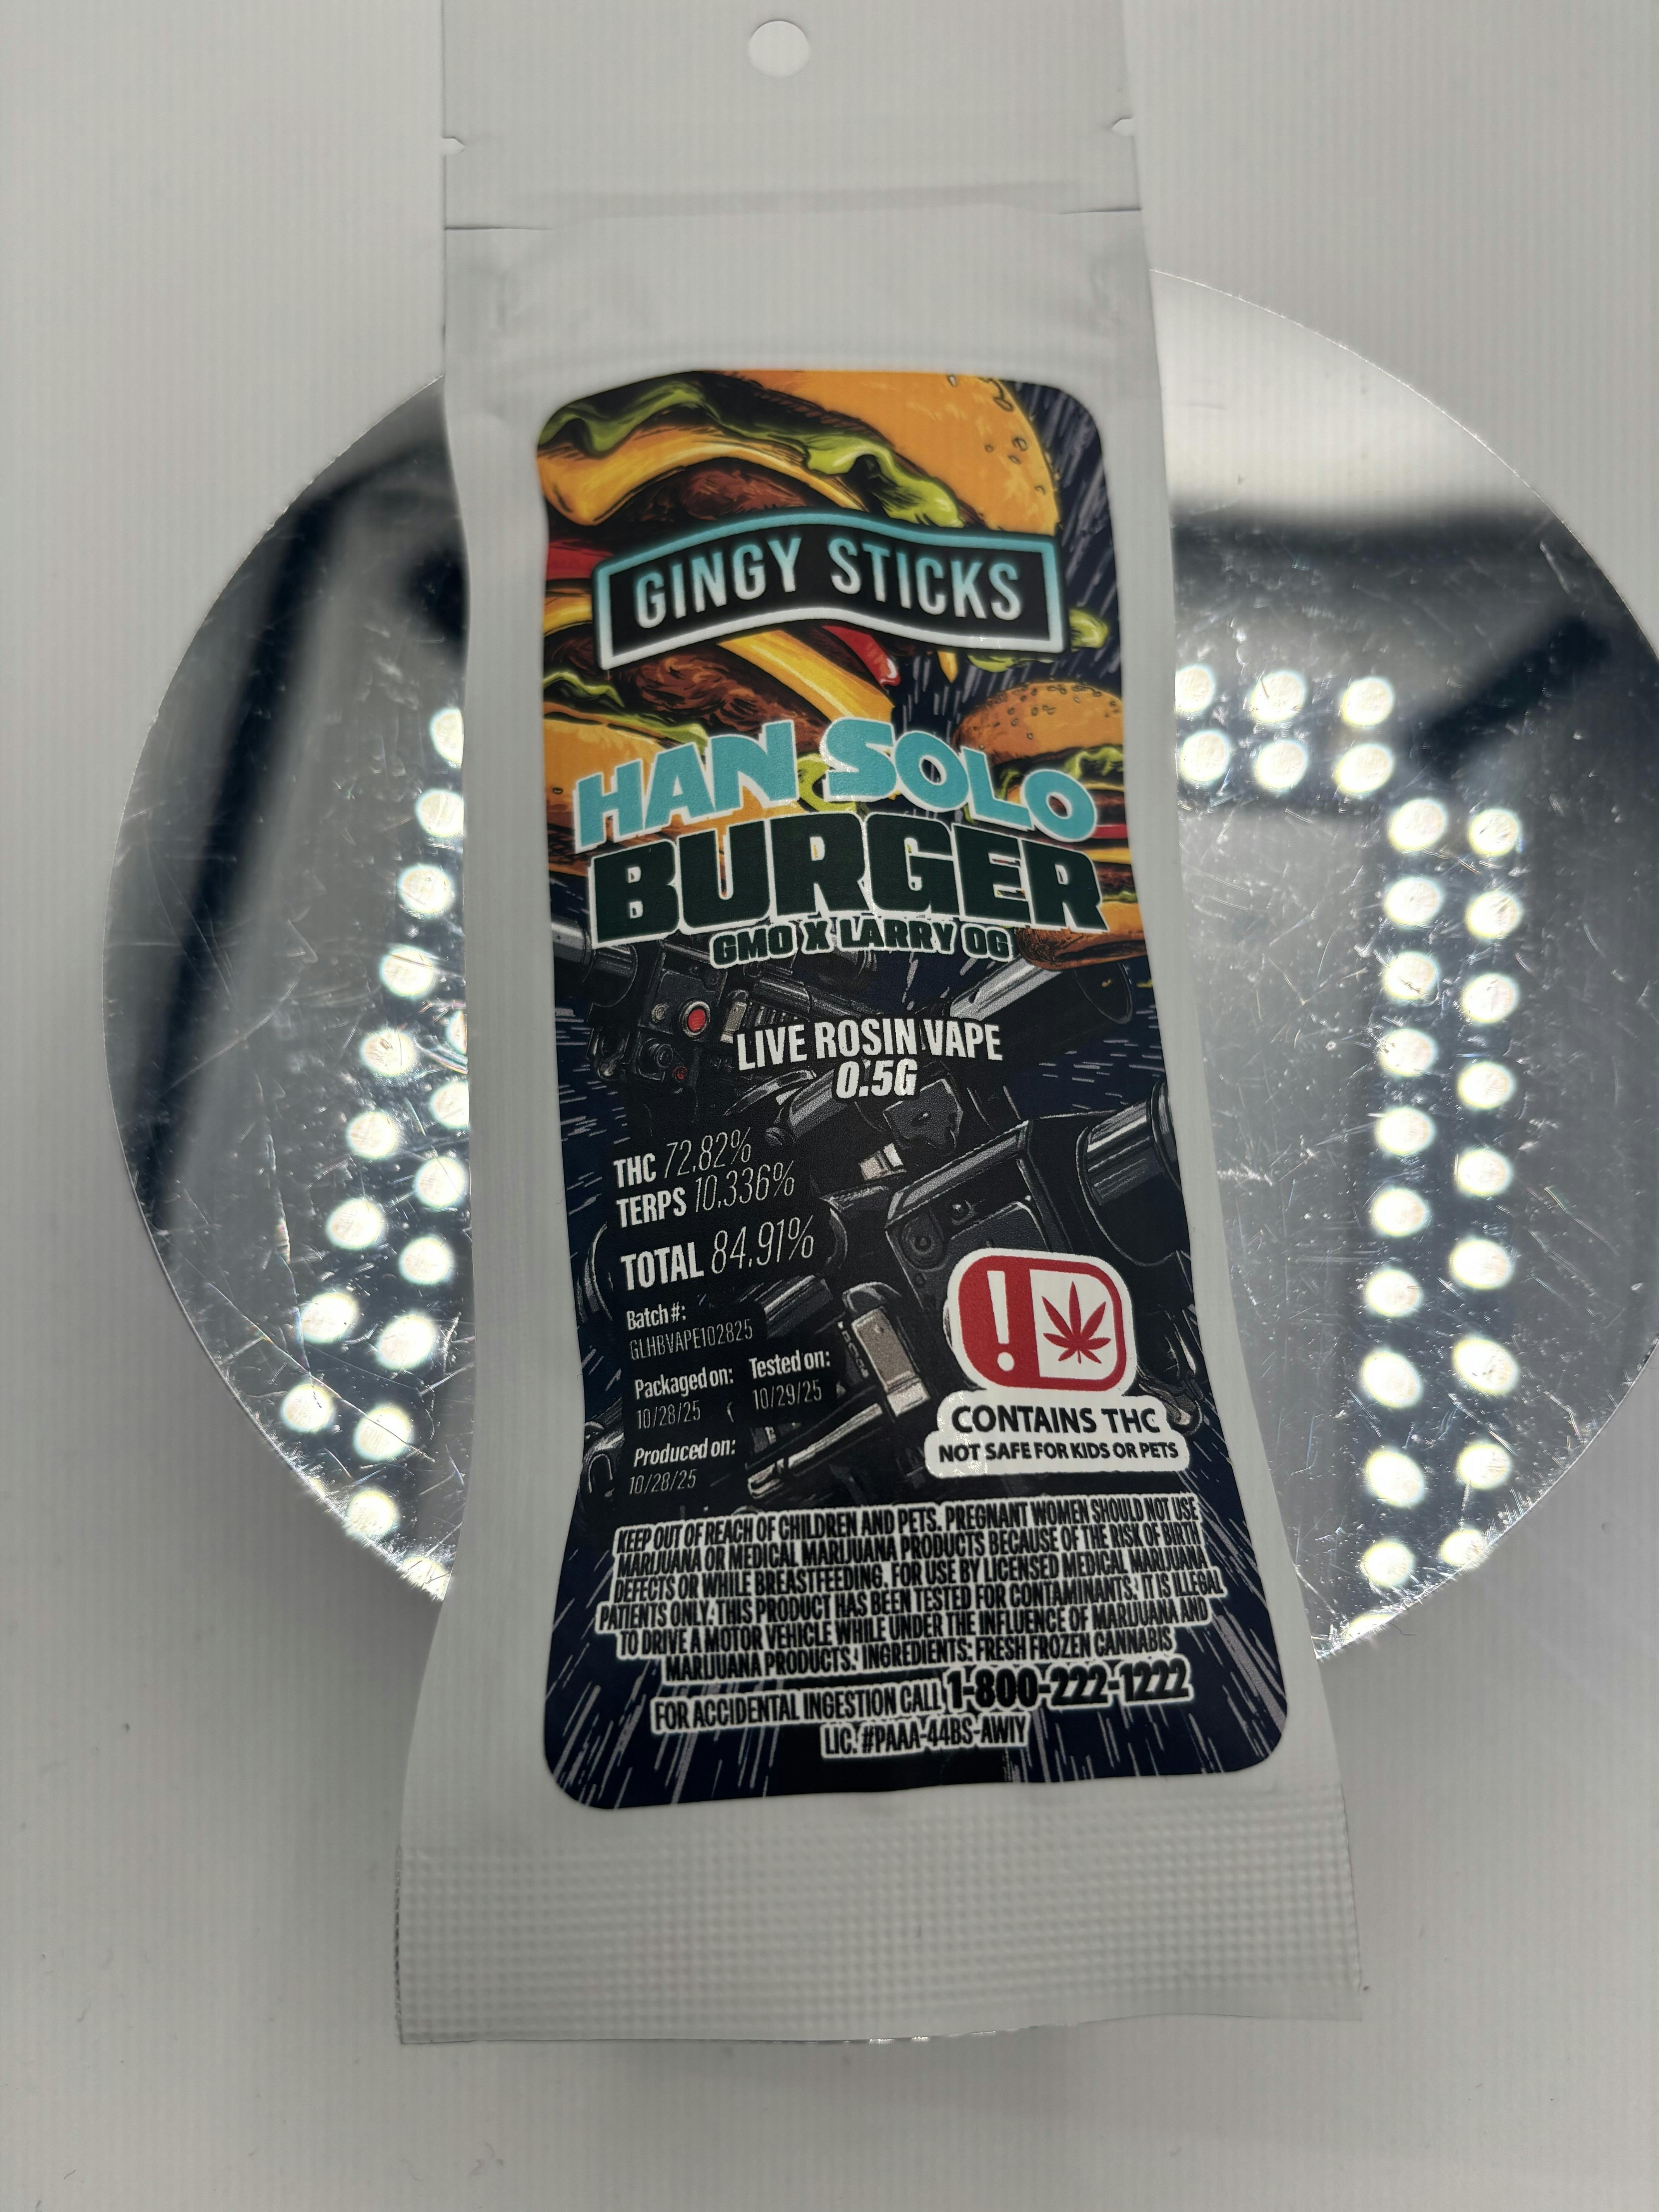 GINGY STICKS
HAN SOLO
BURGER
GMO X LARRY OG
LIVE ROSIN VAPE
0.5G
THC 72.82%
TERPS 10.336%
TOTAL 84.91%
Batch #:
GLHBVAPE102825
Packaged on: Tested on:
10/28/25 10/29/25
Produced on:
10/28/25
CONTAINS THC
NOT SAFE FOR KIDS OR PETS
KEEP OUT OF REACH OF CHILDREN AND PETS. PREGNANT WOMEN SHOULD NOT USE
MARIJUANA OR MEDICAL MARIJUANA PRODUCTS BECAUSE OF THE RISK OF BIRTH
DEFECTS OR WHILE BREASTFEEDING. FOR USE BY LICENSED MEDICAL MARIJUANA
PATIENTS ONLY. THIS PRODUCT HAS BEEN TESTED FOR CONTAMINANTS. IT IS ILLEGAL
TO DRIVE A MOTOR VEHICLE WHILE UNDER THE INFLUENCE OF MARIJUANA AND
MARIJUANA PRODUCTS. INGREDIENTS: FRESH FROZEN CANNABIS
FOR ACCIDENTAL INGESTION CALL 1-800-222-1222
LIC. #PAAA-44BS-AWIY